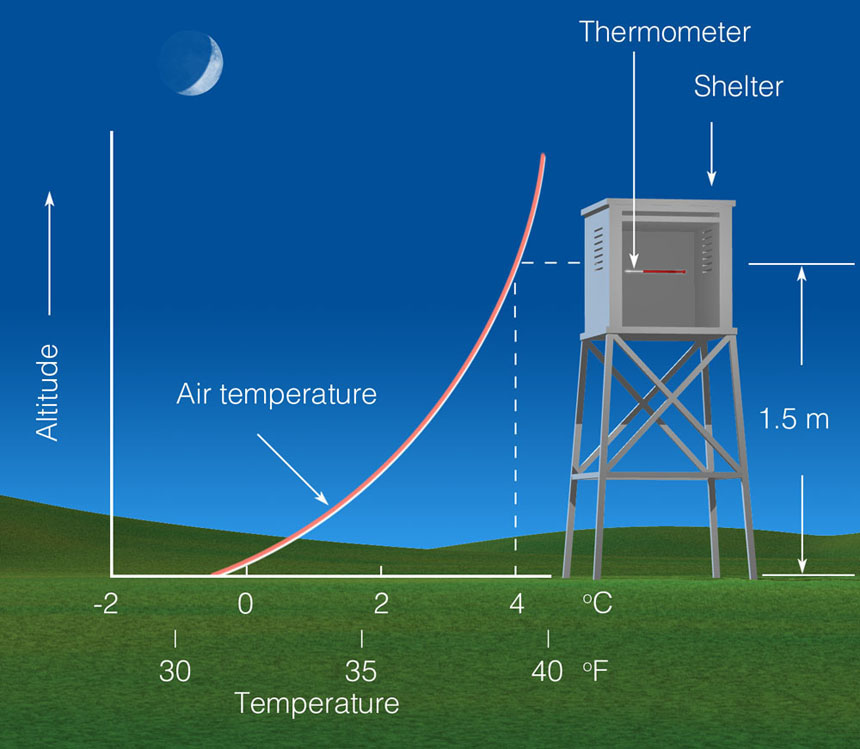 Thermometer
Shelter
Altitude
Air temperature
1.5 m
-2 0 2 4 °C
30 35 40 °F
Temperature